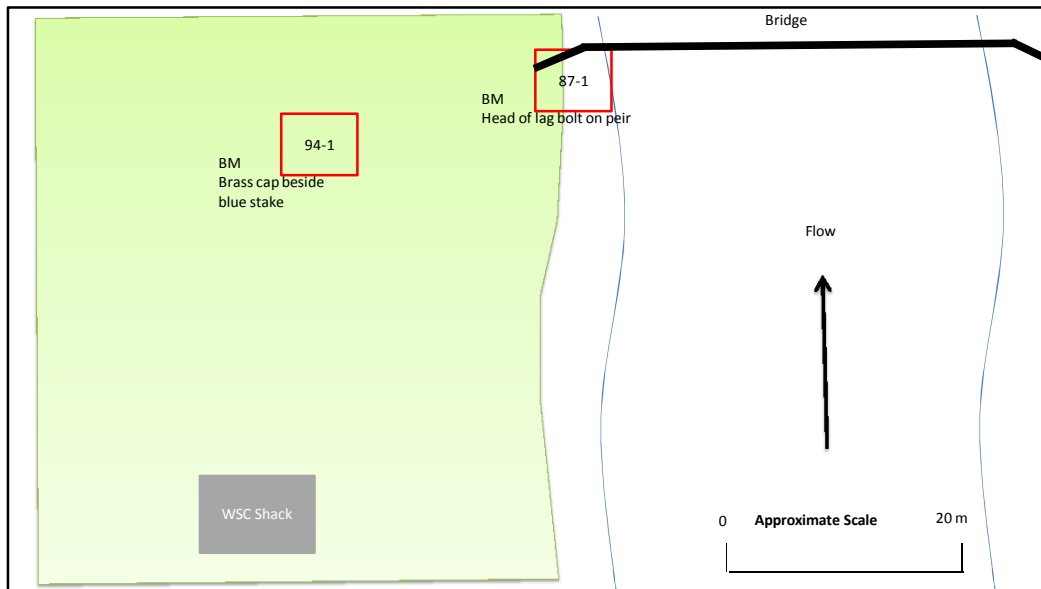 Bridge
87-1
BM
Head of lag bolt on peir
94-1
BM
Brass cap beside
blue stake
Flow
WSC Shack
0 Approximate Scale 20 m